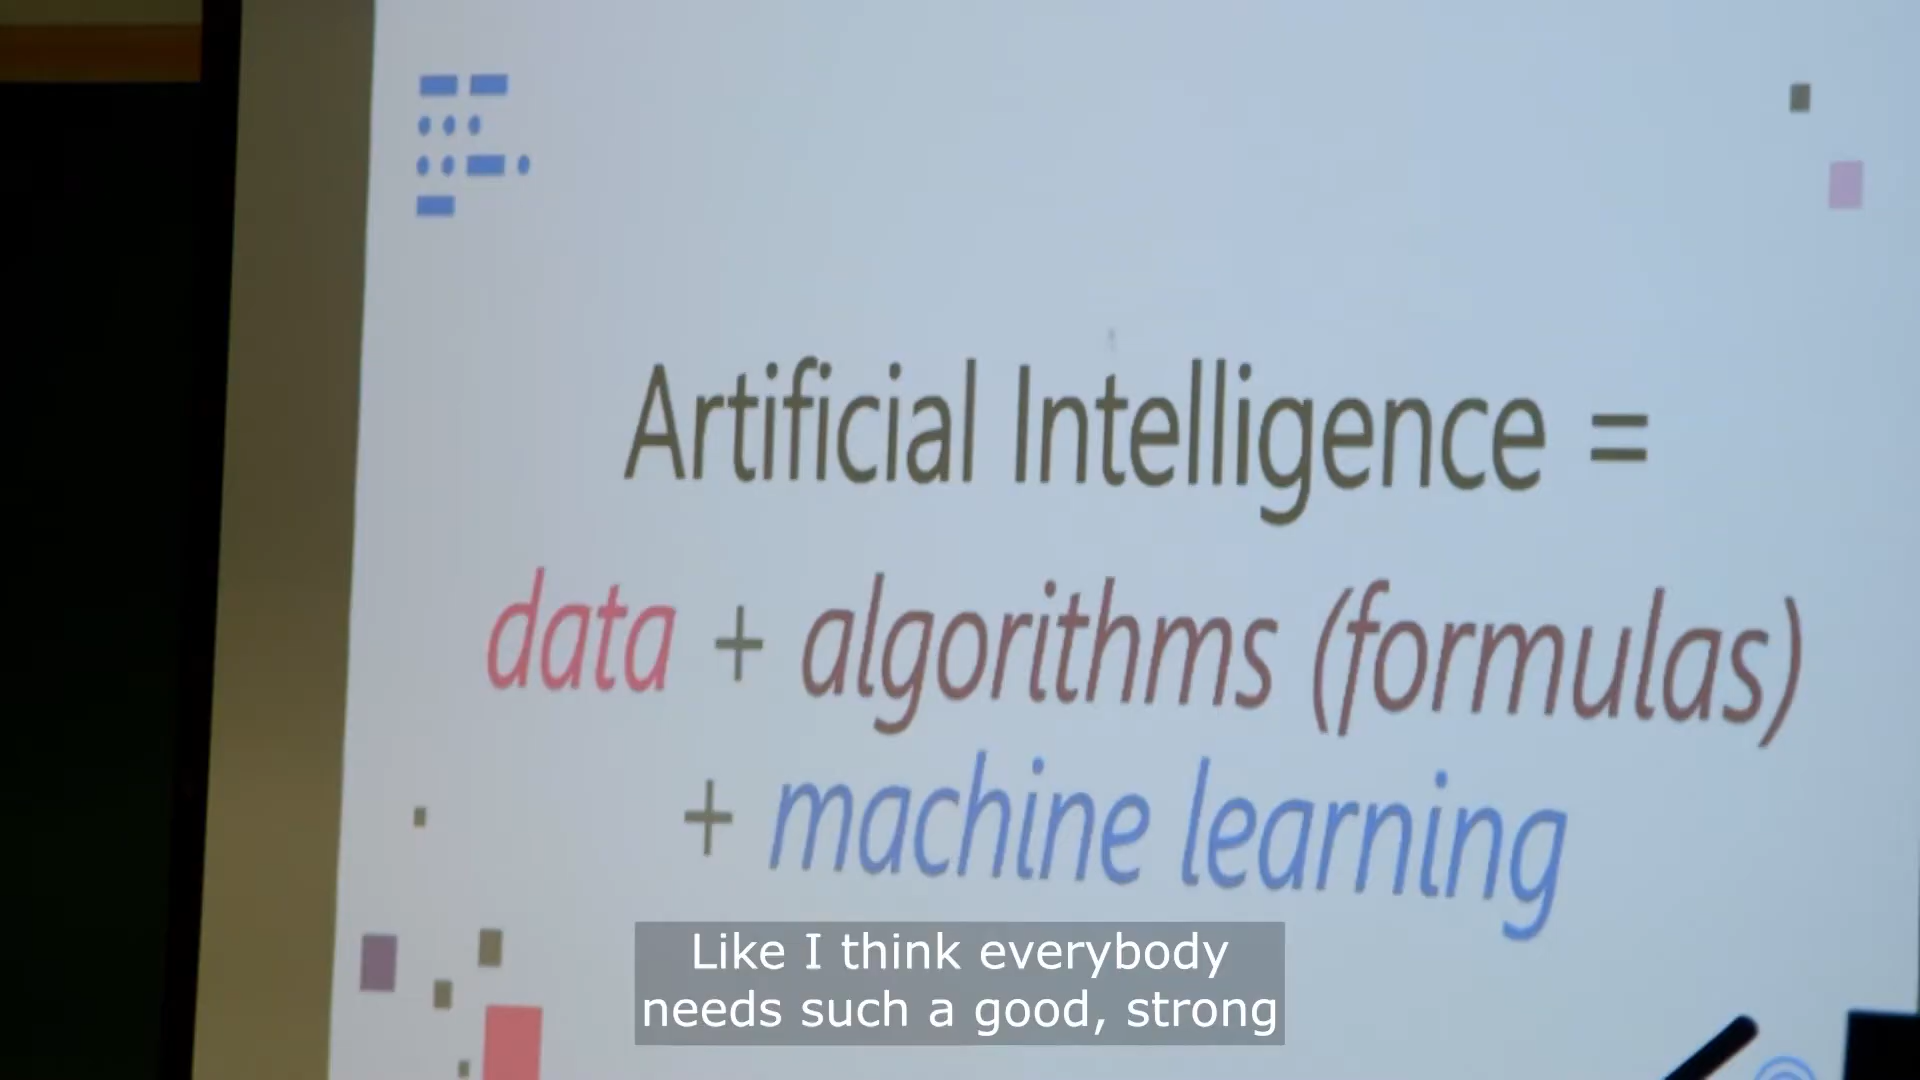 Artificial Intelligence =
data + algorithms (formulas)
+ machine learning
Like I think everybody
needs such a good, strong